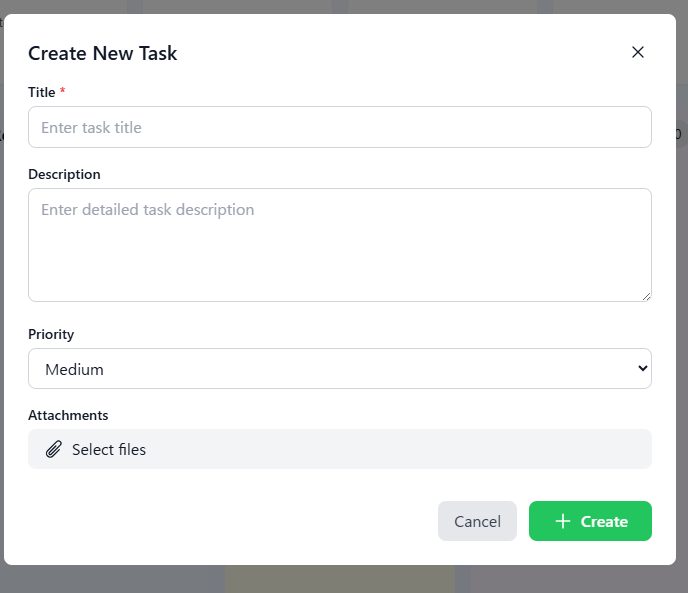 Create New Task
Title *
Enter task title
Description
Enter detailed task description
Priority
Medium
Attachments
Select files
Cancel
Create